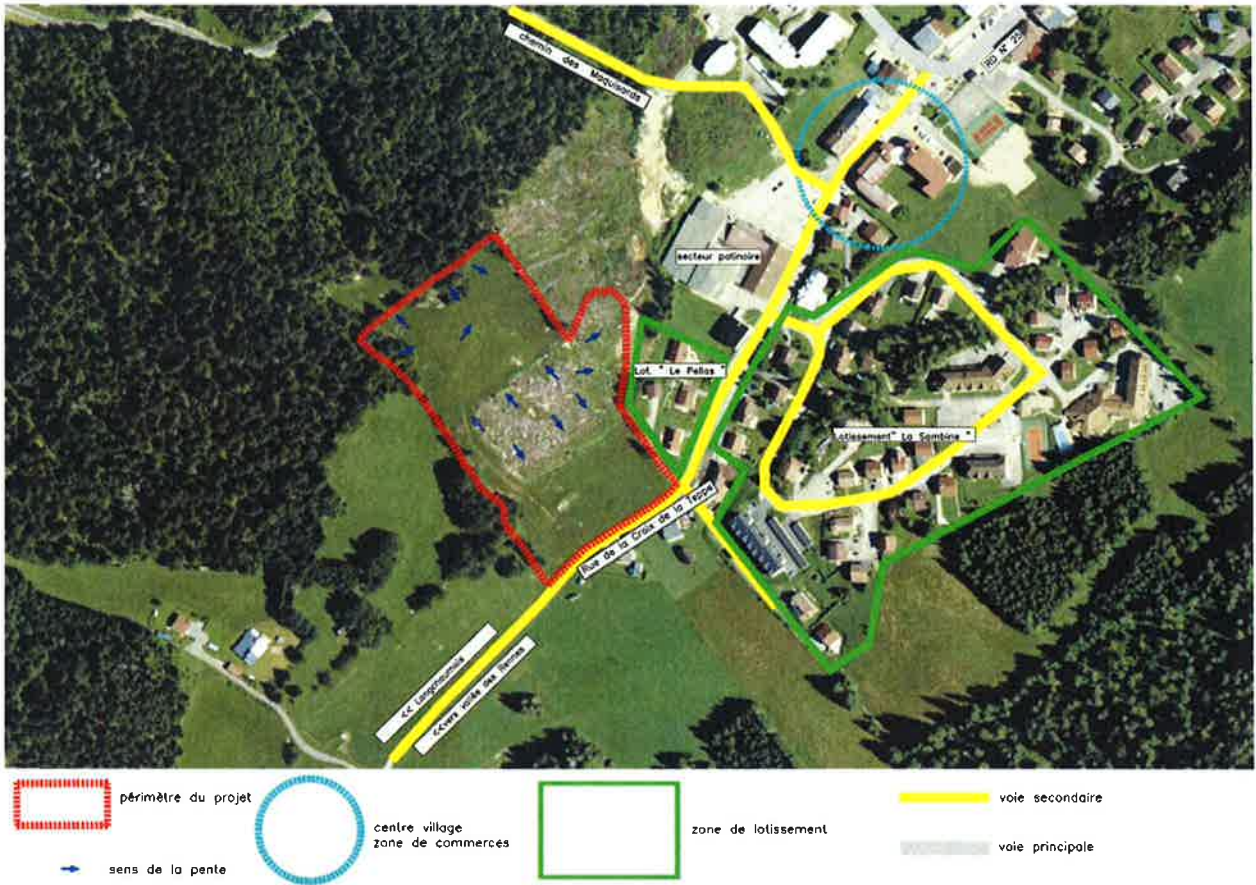 chemin des Maquisards
RD N° 25
secteur patinoire
Lot. " Le Pellas "
Lotissement" La Sambine "
Rue de la Croix de la Teppe
<< Longchaumois
<<vers vallée des Rennes
périmètre du projet
centre village
zone de commerces
zone de lotissement
voie secondaire
voie principale
sens de la pente